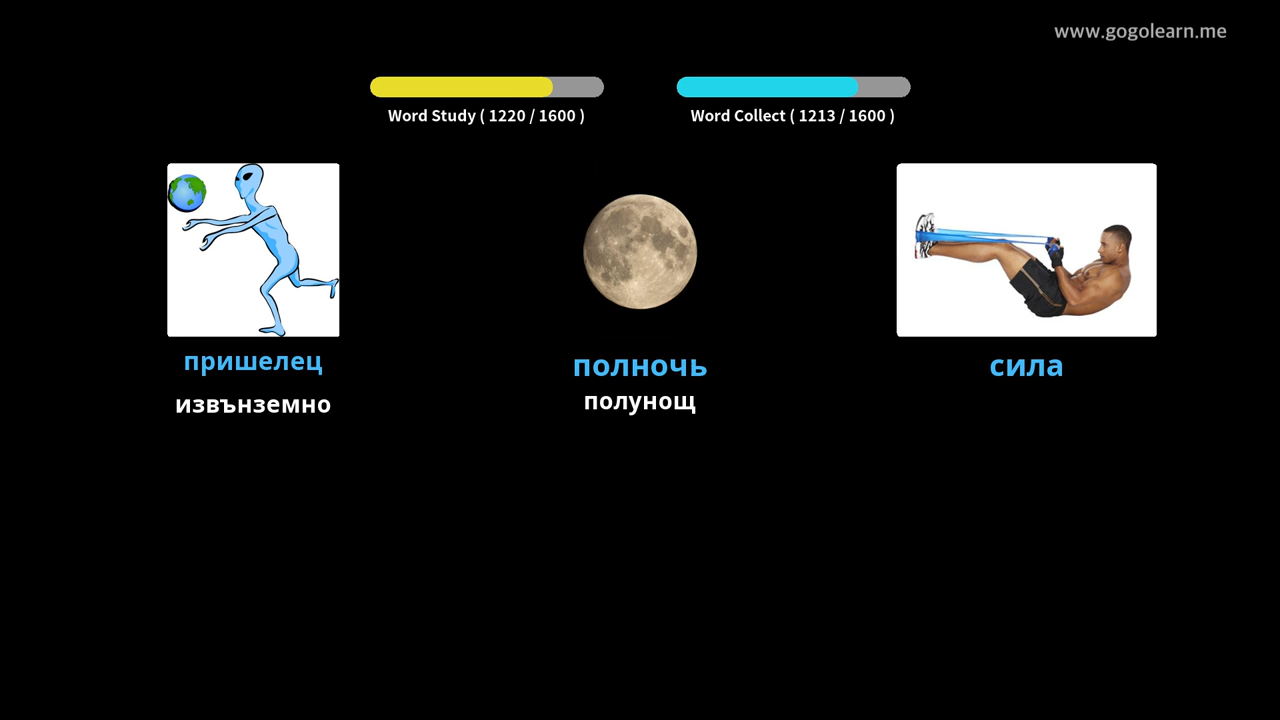 www.gogolearn.me
Word Study ( 1220 / 1600 )
Word Collect ( 1213 / 1600 )
пришелец
извънземно
полночь
полунощ
сила